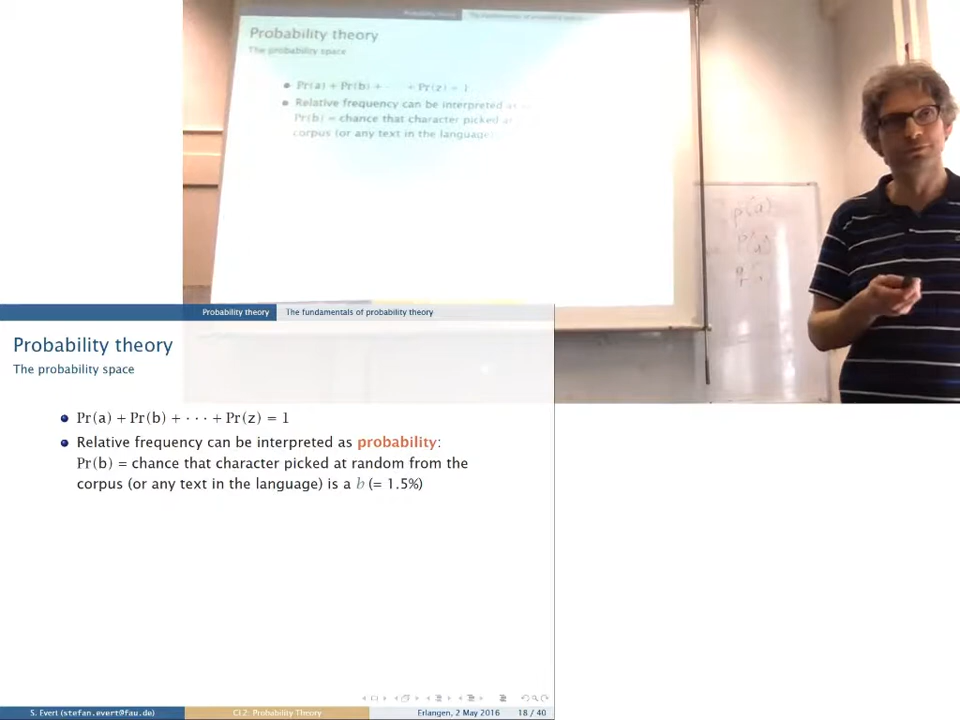 Probability theory
The probability space
Pr(a) + Pr(b) + · · + Pr(z) = 1
Relative frequency can be interpreted as
Pr(b) = chance that character picked at
corpus (or any text in the language)
p(a)
Probability theory The fundamentals of probability theory
Probability theory
The probability space
Pr(a) + Pr(b) + · · · + Pr(z) = 1
Relative frequency can be interpreted as probability:
Pr(b) = chance that character picked at random from the
corpus (or any text in the language) is a b (= 1.5%)
S. Evert (stefan.evert@fau.de) CI 2: Probability Theory Erlangen, 2 May 2016 18 / 40